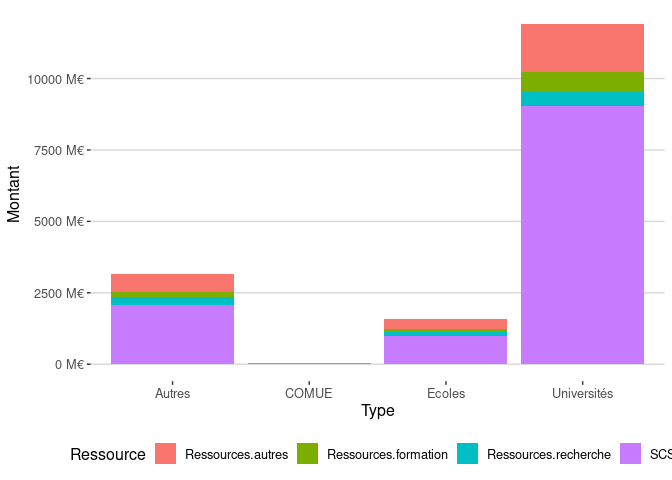 10000 M€
7500 M€
Montant
5000 M€
2500 M€
0 M€
Autres COMUE Ecoles Universités
Type
Ressource Ressources.autres Ressources.formation Ressources.recherche